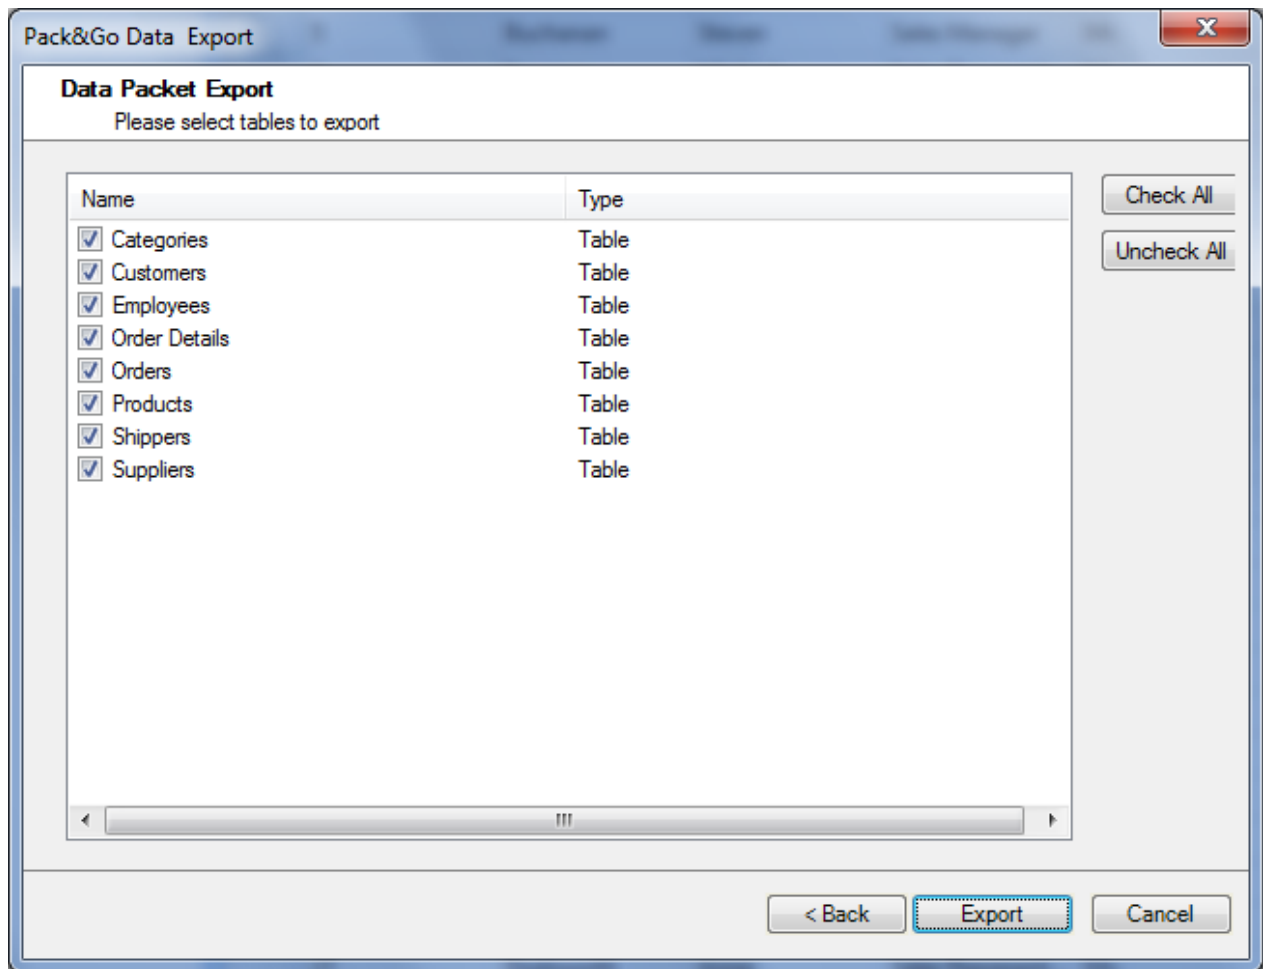 Pack&Go Data  Export
Data Packet Export
Please select tables to export
Name Type
Check All
Categories Table
Uncheck All
Customers Table
Employees Table
Order Details Table
Orders Table
Products Table
Shippers Table
Suppliers Table
< Back Export Cancel